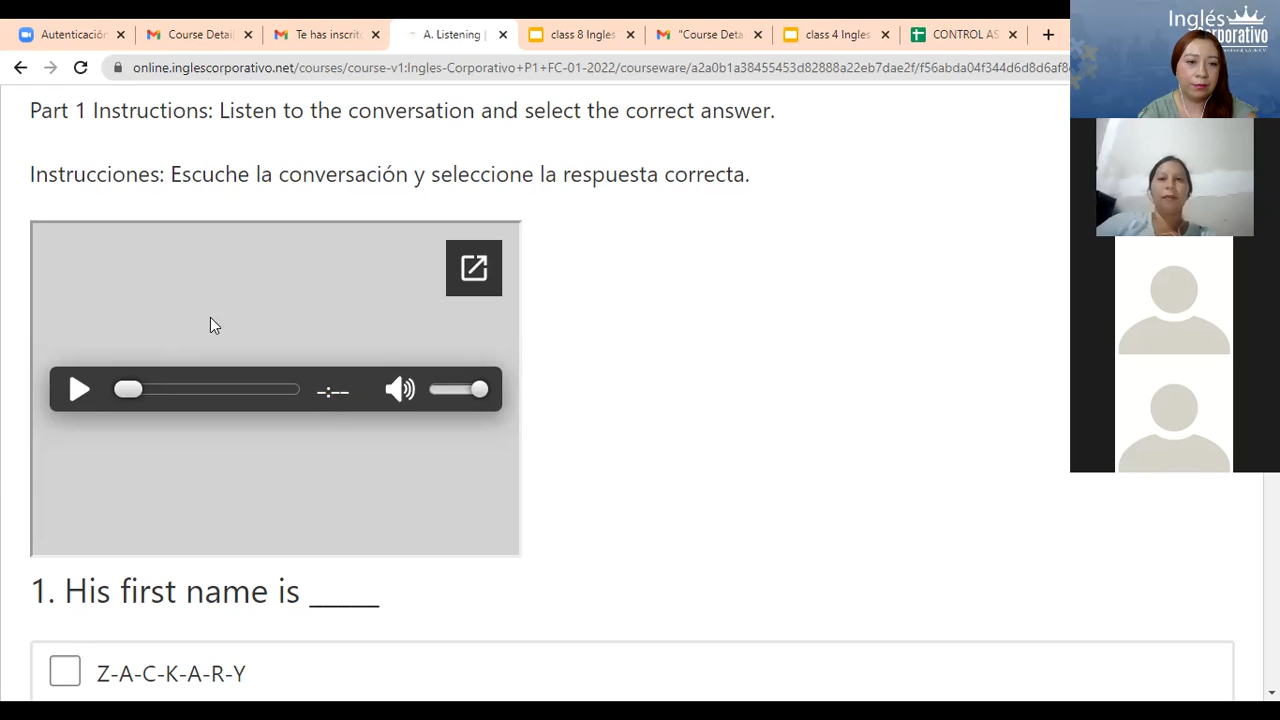 Autenticación
Course Detail
Te has inscrit
A. Listening |
class 8 Ingles
"Course Deta
class 4 Ingles
CONTROL AS
online.inglescorporativo.net/courses/course-v1:Ingles-Corporativo+P1+FC-01-2022/courseware/a2a0b1a38455453c82888a22eb7dae2f/f56abda04f344d6d8d6af8
Inglés
Corporativo
Part 1 Instructions: Listen to the conversation and select the correct answer.
Instrucciones: Escuche la conversación y seleccione la respuesta correcta.
-:--
1. His first name is _____
Z-A-C-K-A-R-Y